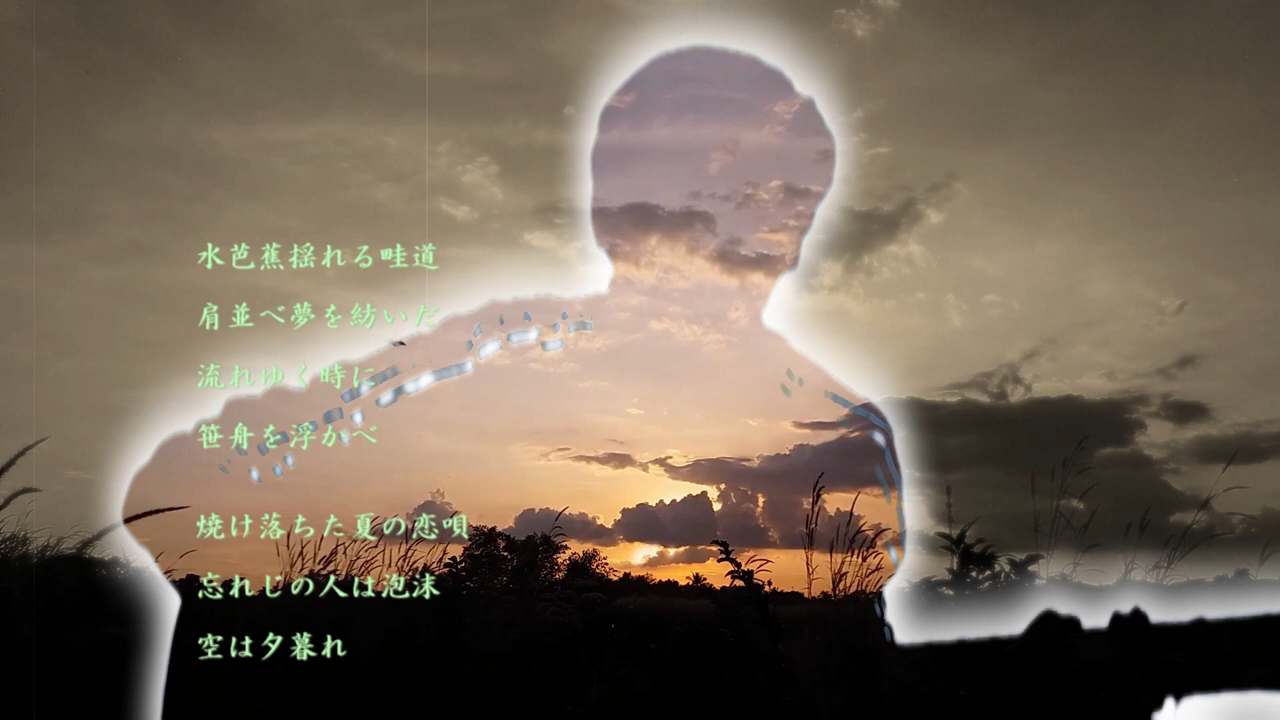 水芭蕉揺れる畦道
肩並べ夢を紡いだ
流れゆく時に
笹舟を浮かべ
焼け落ちた夏の恋唄
忘れじの人は泡沫
空は夕暮れ